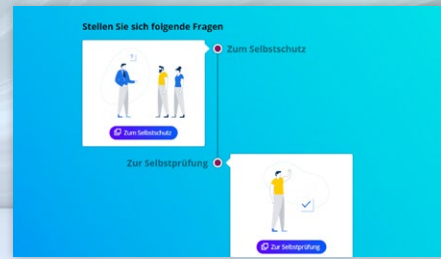 Stellen Sie sich folgende Fragen
Zum Selbstschutz
Zum Selbstschutz
Zur Selbstprüfung
Zur Selbstprüfung